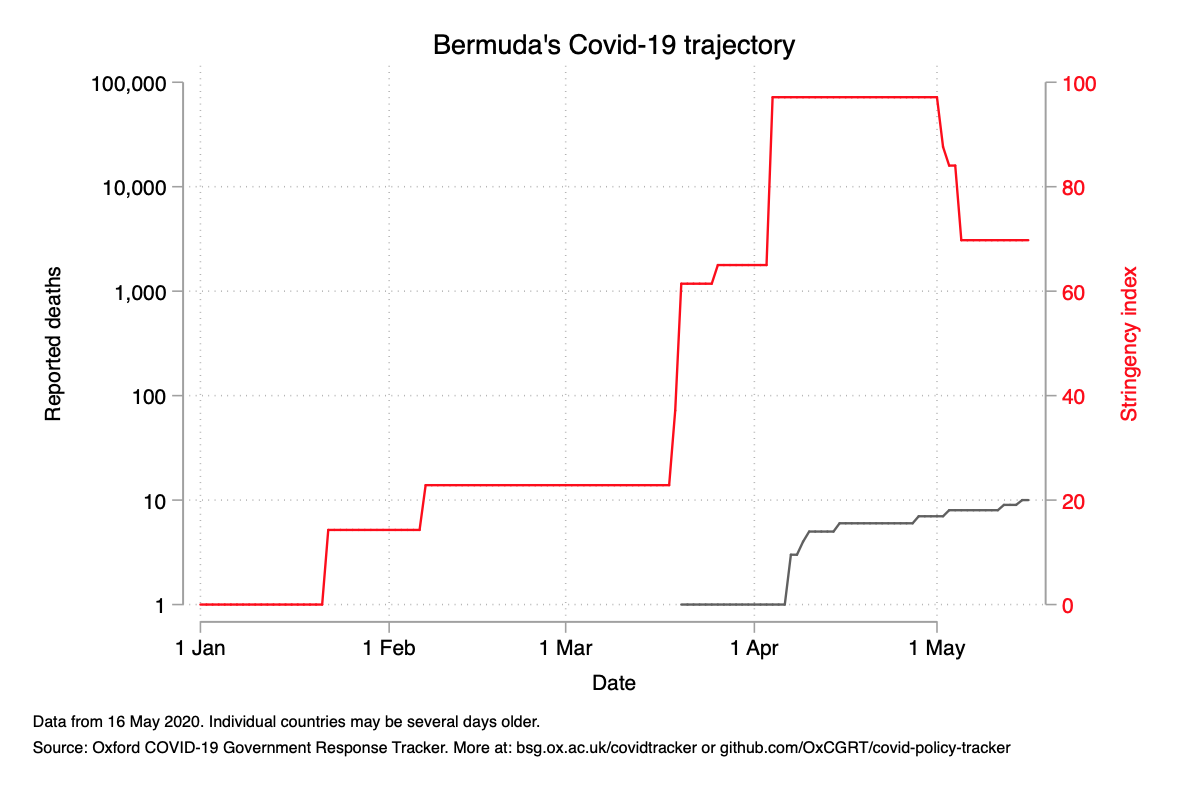 Bermuda's Covid-19 trajectory
100,000
10,000
1,000
100
10
1
Reported deaths
100
80
60
40
20
0
Stringency index
1 Jan
1 Feb
1 Mar
1 Apr
1 May
Date
Data from 16 May 2020. Individual countries may be several days older.
Source: Oxford COVID-19 Government Response Tracker. More at: bsg.ox.ac.uk/covidtracker or github.com/OxCGRT/covid-policy-tracker